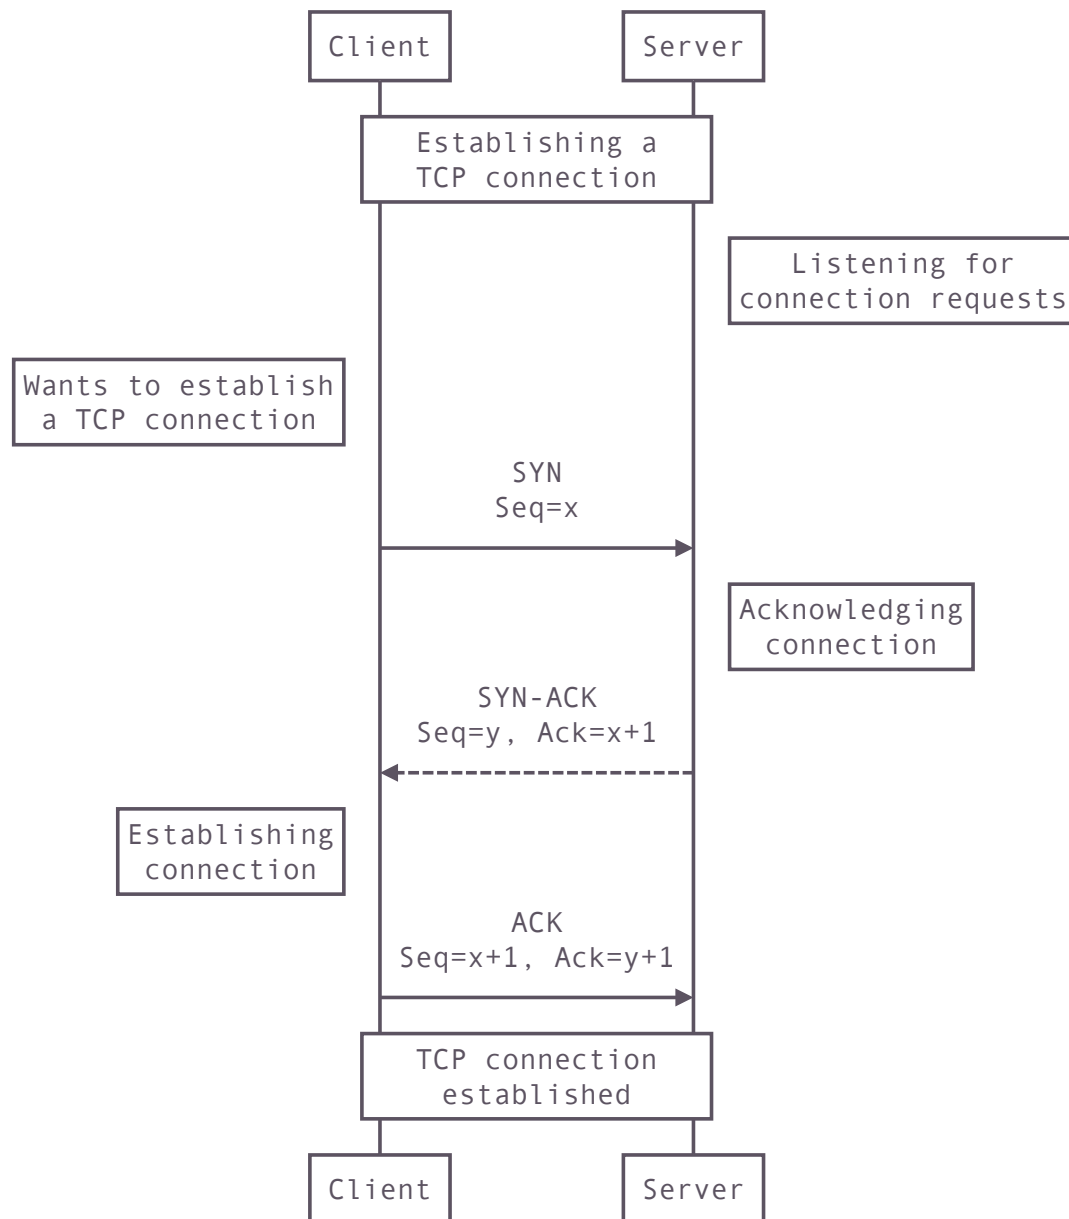 Client
Server
Establishing a
TCP connection
Listening for
connection requests
Wants to establish
a TCP connection
SYN
Seq=x
Acknowledging
connection
SYN-ACK
Seq=y, Ack=x+1
Establishing
connection
ACK
Seq=x+1, Ack=y+1
TCP connection
established
Client
Server